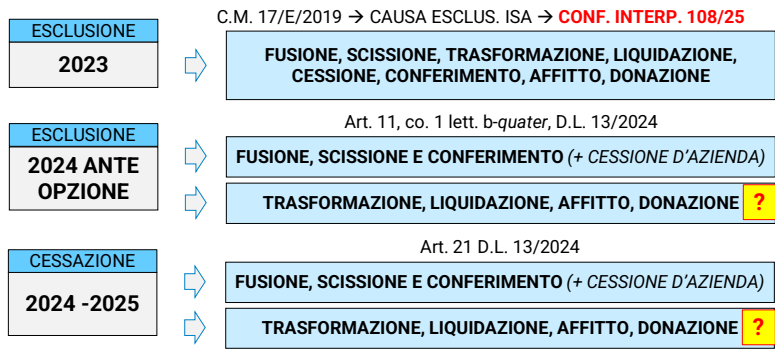 C.M. 17/E/2019 → CAUSA ESCLUS. ISA → CONF. INTERP. 108/25
ESCLUSIONE
2023
FUSIONE, SCISSIONE, TRASFORMAZIONE, LIQUIDAZIONE,
CESSIONE, CONFERIMENTO, AFFITTO, DONAZIONE
Art. 11, co. 1 lett. b-quater, D.L. 13/2024
ESCLUSIONE
2024 ANTE
OPZIONE
FUSIONE, SCISSIONE E CONFERIMENTO (+ CESSIONE D'AZIENDA)
TRASFORMAZIONE, LIQUIDAZIONE, AFFITTO, DONAZIONE ?
Art. 21 D.L. 13/2024
CESSAZIONE
2024 -2025
FUSIONE, SCISSIONE E CONFERIMENTO (+ CESSIONE D'AZIENDA)
TRASFORMAZIONE, LIQUIDAZIONE, AFFITTO, DONAZIONE ?